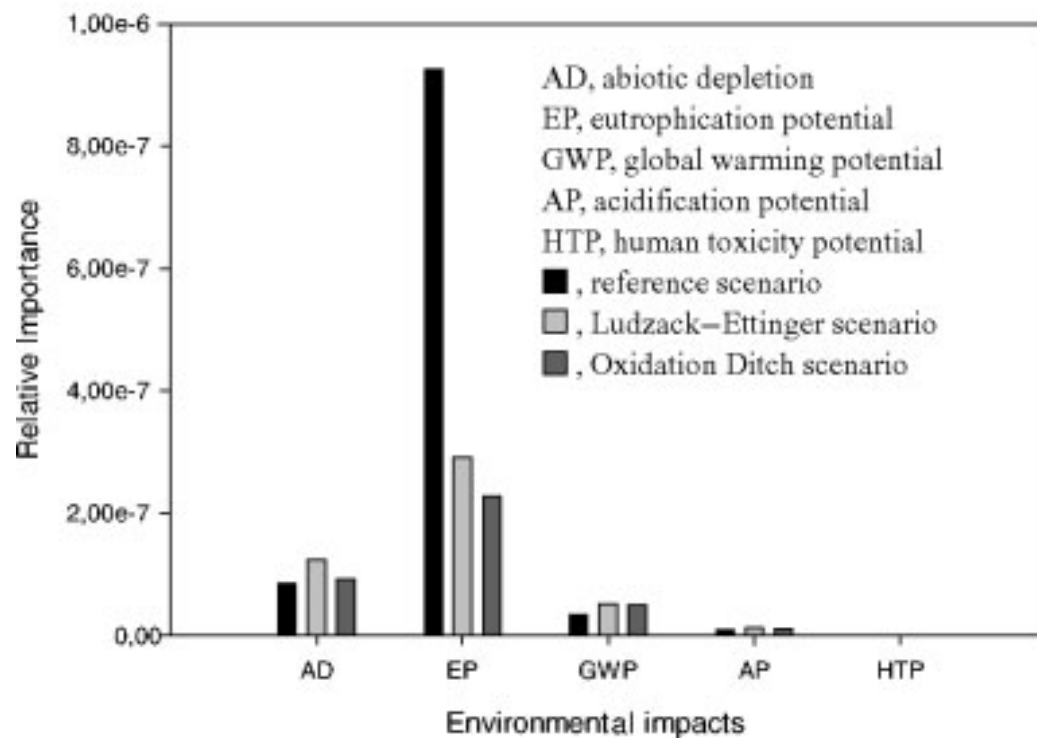 1,00e-6
8,00e-7
6,00e-7
4,00e-7
2,00e-7
0,00
Relative Importance
AD, abiotic depletion
EP, eutrophication potential
GWP, global warming potential
AP, acidification potential
HTP, human toxicity potential
, reference scenario
, Ludzack–Ettinger scenario
, Oxidation Ditch scenario
AD EP GWP AP HTP
Environmental impacts